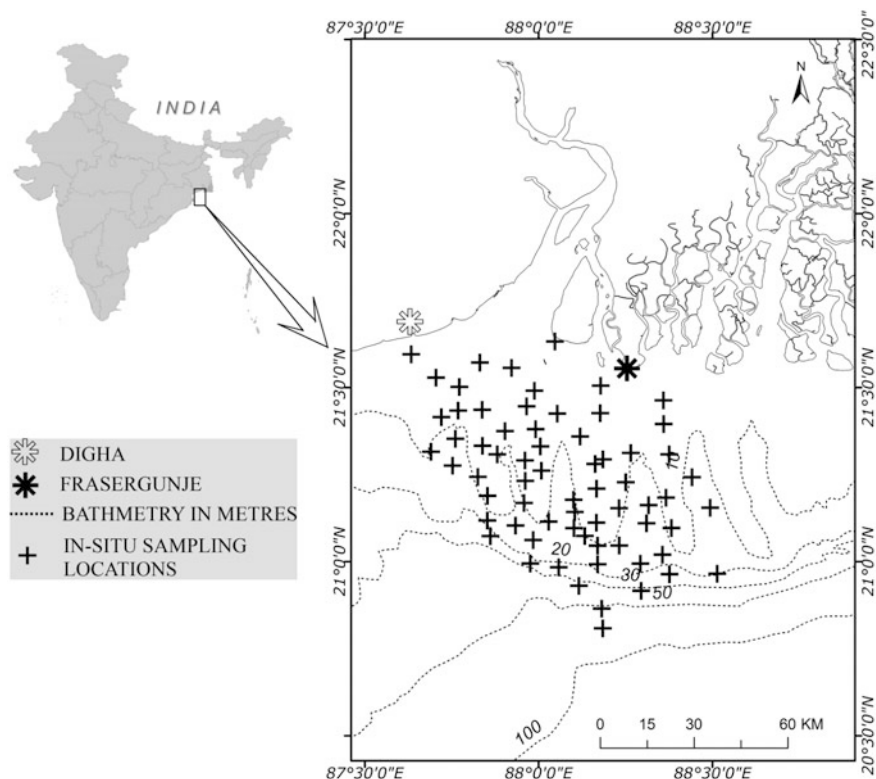 87°30'0"E
88°0'0"E
88°30'0"E
22°30'0"N
INDIA
N
22°0'0"N
22°0'0"N
21°30'0"N
21°30'0"N
DIGHA
FRASERGUNJE
BATHMETRY IN METRES
IN-SITU SAMPLING
LOCATIONS
10
20
30
50
21°0'0"N
21°0'0"N
100
0 15 30 60 KM
20°30'0"N
87°30'0"E
88°0'0"E
88°30'0"E